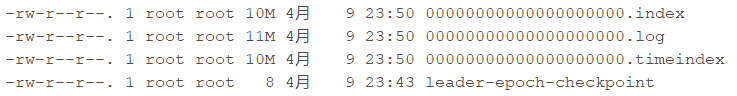 -rw-r--r--. 1 root root 10M 4月   9 23:50 00000000000000000000.index
-rw-r--r--. 1 root root 11M 4月   9 23:50 00000000000000000000.log
-rw-r--r--. 1 root root 10M 4月   9 23:50 00000000000000000000.timeindex
-rw-r--r--. 1 root root   8 4月   9 23:43 leader-epoch-checkpoint